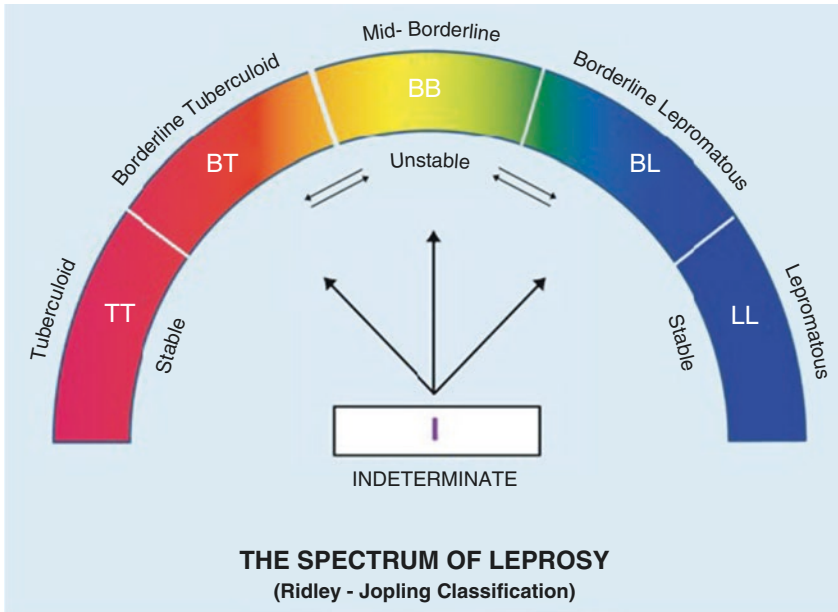 Mid- Borderline
Borderline Tuberculoid
Borderline Lepromatous
BB
BT
BL
Unstable
Tuberculoid
Lepromatous
TT
LL
Stable
Stable
I
INDETERMINATE
THE SPECTRUM OF LEPROSY
(Ridley - Jopling Classification)